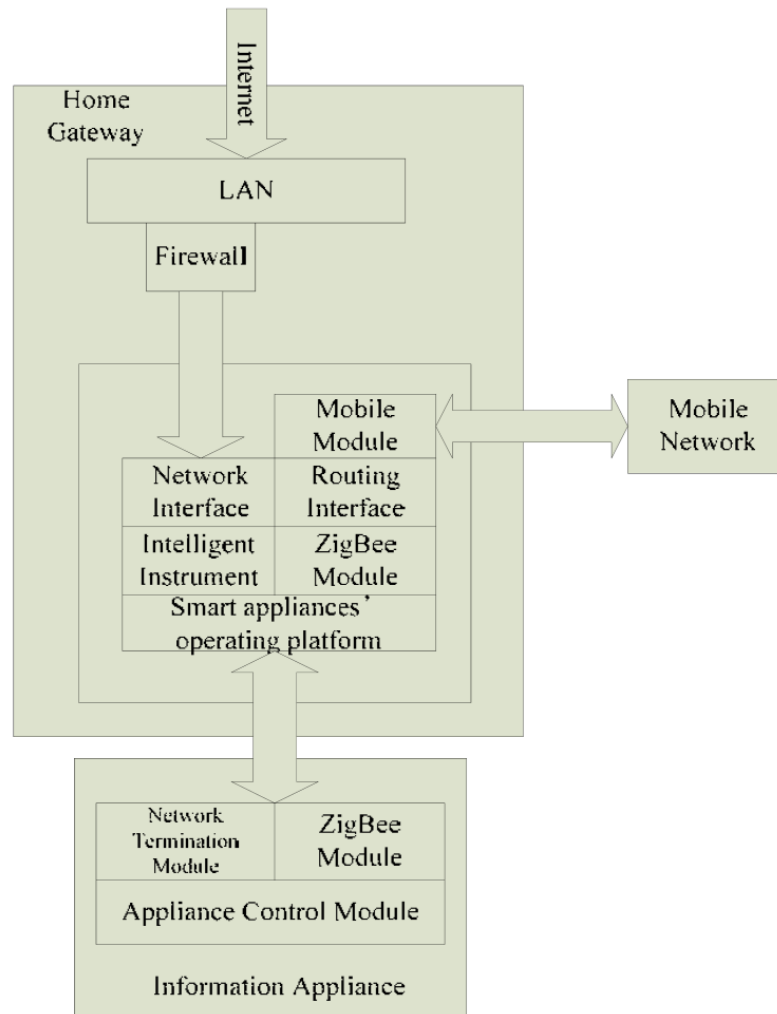 Internet
Home
Gateway
LAN
Firewall
Mobile
Module
Mobile
Network
Network
Interface
Routing
Interface
Intelligent
Instrument
ZigBee
Module
Smart appliances’
operating platform
Network
Termination
Module
ZigBee
Module
Appliance Control Module
Information Appliance